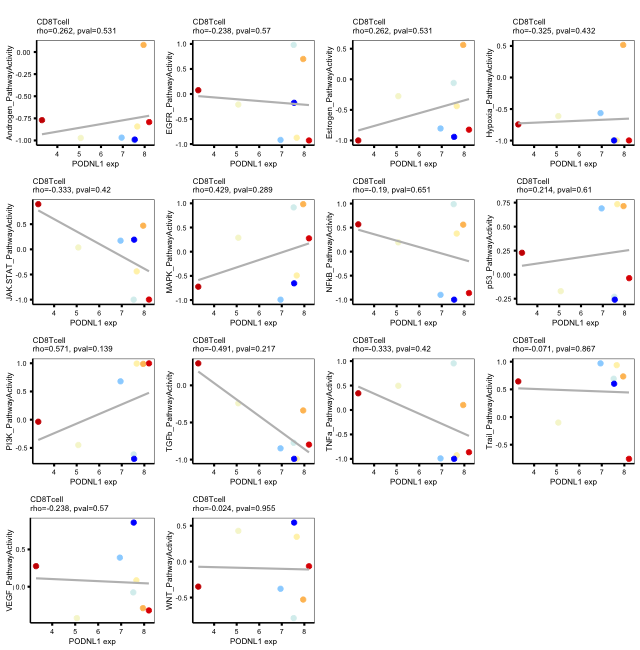 CD8Tcell
rho=0.262, pval=0.531
Androgen_PathwayActivity
0.00
-0.25
-0.50
-0.75
-1.00
4 5 6 7 8
PODNL1 exp
CD8Tcell
rho=-0.238, pval=0.57
EGFR_PathwayActivity
1.0
0.5
0.0
-0.5
-1.0
4 5 6 7 8
PODNL1 exp
CD8Tcell
rho=0.262, pval=0.531
Estrogen_PathwayActivity
0.5
0.0
-0.5
-1.0
4 5 6 7 8
PODNL1 exp
CD8Tcell
rho=-0.325, pval=0.432
Hypoxia_PathwayActivity
0.5
0.0
-0.5
-1.0
4 5 6 7 8
PODNL1 exp
CD8Tcell
rho=-0.333, pval=0.42
JAK-STAT_PathwayActivity
0.5
0.0
-0.5
-1.0
4 5 6 7 8
PODNL1 exp
CD8Tcell
rho=0.429, pval=0.289
MAPK_PathwayActivity
1.0
0.5
0.0
-0.5
-1.0
4 5 6 7 8
PODNL1 exp
CD8Tcell
rho=-0.19, pval=0.651
NFkB_PathwayActivity
1.0
0.5
0.0
-0.5
-1.0
4 5 6 7 8
PODNL1 exp
CD8Tcell
rho=0.214, pval=0.61
p53_PathwayActivity
0.75
0.50
0.25
0.00
-0.25
4 5 6 7 8
PODNL1 exp
CD8Tcell
rho=0.571, pval=0.139
PI3K_PathwayActivity
1.0
0.5
0.0
-0.5
4 5 6 7 8
PODNL1 exp
CD8Tcell
rho=-0.491, pval=0.217
TGFb_PathwayActivity
0.0
-0.5
-1.0
4 5 6 7 8
PODNL1 exp
CD8Tcell
rho=-0.333, pval=0.42
TNFa_PathwayActivity
1.0
0.5
0.0
-0.5
-1.0
4 5 6 7 8
PODNL1 exp
CD8Tcell
rho=-0.071, pval=0.867
Trail_PathwayActivity
1.0
0.5
0.0
-0.5
4 5 6 7 8
PODNL1 exp
CD8Tcell
rho=-0.238, pval=0.57
VEGF_PathwayActivity
0.5
0.0
4 5 6 7 8
PODNL1 exp
CD8Tcell
rho=-0.024, pval=0.955
WNT_PathwayActivity
0.5
0.0
-0.5
4 5 6 7 8
PODNL1 exp